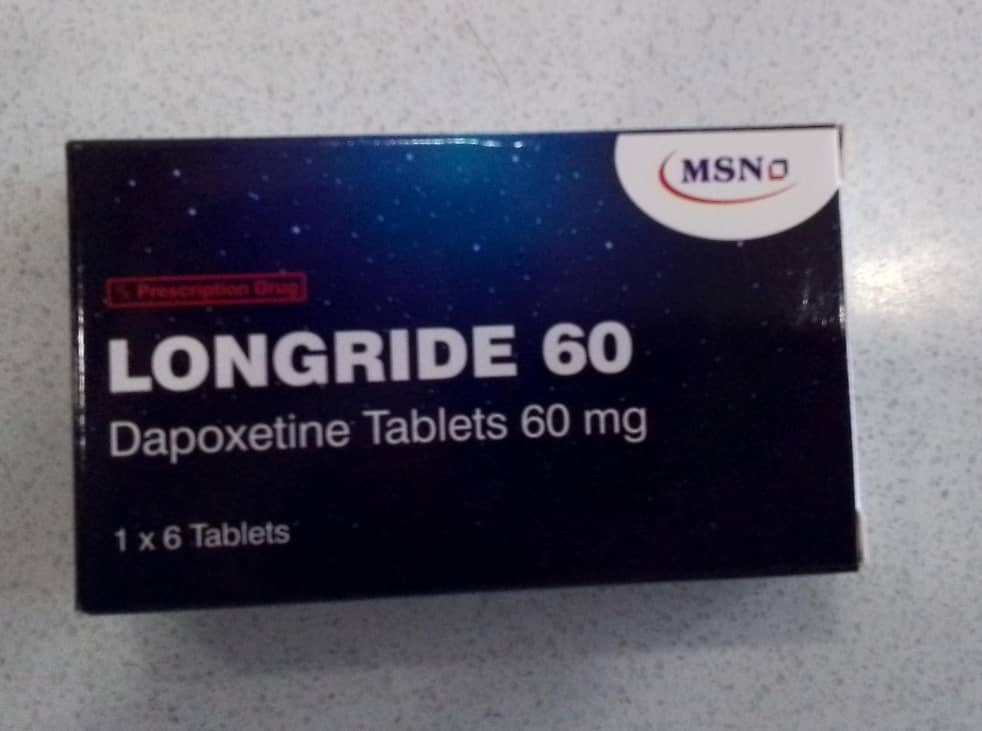 MSN
Prescription Drug
LONGRIDE 60
Dapoxetine Tablets 60 mg
1 x 6 Tablets